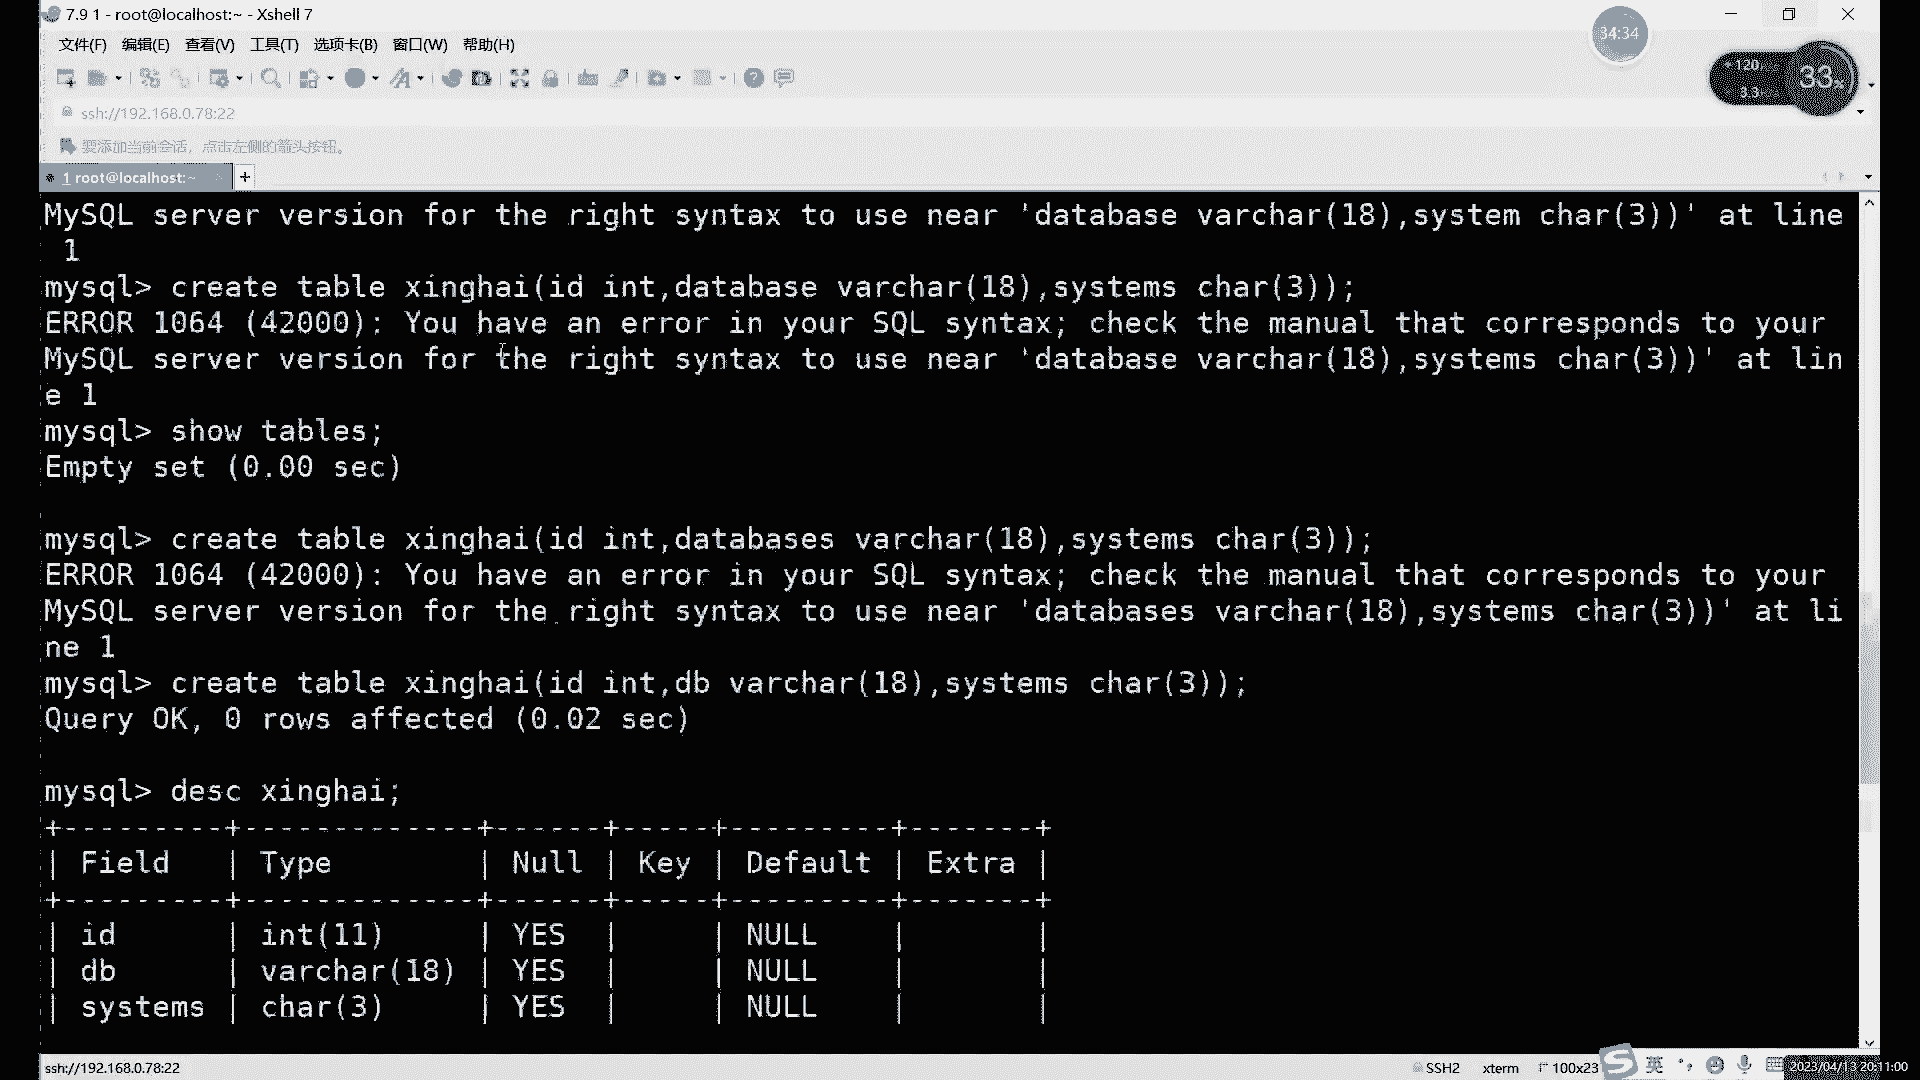 7.9 1 - root@localhost:~ - Xshell 7
文件(F) 编辑(E) 查看(V) 工具(T) 选项卡(B) 窗口(W) 帮助(H)
34:34
120
33%
3.3
ssh://192.168.0.78:22
要添加当前会话，点击左侧的箭头按钮。
1 root@localhost:~ +
MySQL server version for the right syntax to use near 'database varchar(18),system char(3))' at line
 1
mysql> create table xinghai(id int,database varchar(18),systems char(3));
ERROR 1064 (42000): You have an error in your SQL syntax; check the manual that corresponds to your
MySQL server version for the right syntax to use near 'database varchar(18),systems char(3))' at lin
e 1
mysql> show tables;
Empty set (0.00 sec)
mysql> create table xinghai(id int,databases varchar(18),systems char(3));
ERROR 1064 (42000): You have an error in your SQL syntax; check the manual that corresponds to your
MySQL server version for the right syntax to use near 'databases varchar(18),systems char(3))' at li
ne 1
mysql> create table xinghai(id int,db varchar(18),systems char(3));
Query OK, 0 rows affected (0.02 sec)
mysql> desc xinghai;
+---------+-------------+------+-----+---------+-------+
| Field   | Type        | Null | Key | Default | Extra |
+---------+-------------+------+-----+---------+-------+
| id      | int(11)     | YES  |     | NULL    |       |
| db      | varchar(18) | YES  |     | NULL    |       |
| systems | char(3)     | YES  |     | NULL    |       |
ssh://192.168.0.78:22 SSH2 xterm 100x23 英 2023/04/13 20:11:00